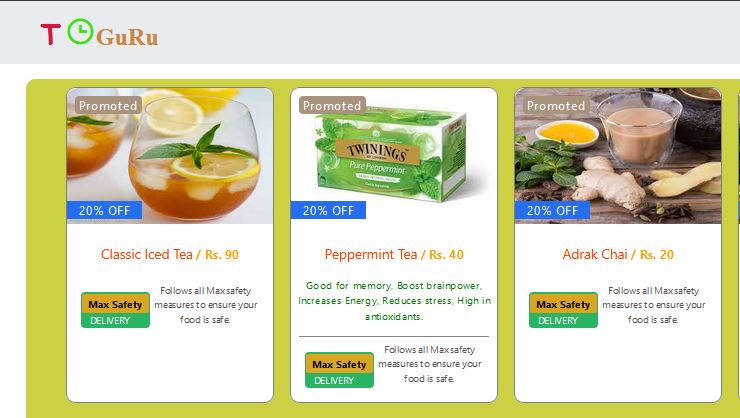 T GuRu
Promoted
20% OFF
Classic Iced Tea / Rs. 90
Max Safety
DELIVERY
Follows all Maxsafety
measures to ensure your
food is safe.
Promoted
TWININGS
OF LONDON
Pure Peppermint
20% OFF
Peppermint Tea / Rs. 40
Good for memory, Boost brainpower,
Increases Energy, Reduces stress, High in
antioxidants.
Max Safety
DELIVERY
Follows all Maxsafety
measures to ensure your
food is safe.
Promoted
20% OFF
Adrak Chai / Rs. 20
Max Safety
DELIVERY
Follows all Maxsafety
measures to ensure your
food is safe.